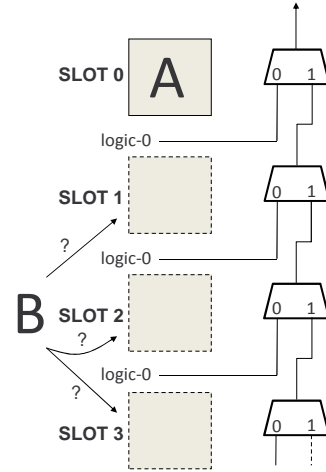 0 1
SLOT 0
A
logic-0
SLOT 1
0 1
?
logic-0
B
SLOT 2
0 1
?
logic-0
?
SLOT 3
0 1